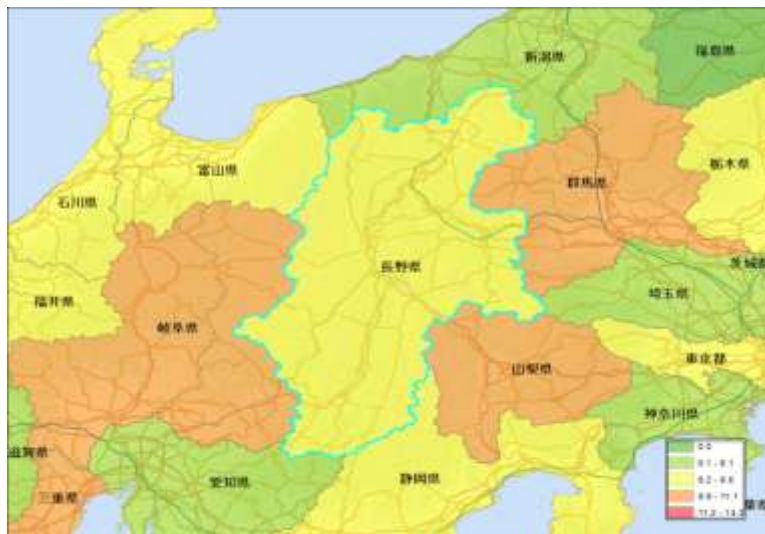 新潟県
福島県
栃木県
群馬県
富山県
石川県
長野県
茨城県
埼玉県
福井県
岐阜県
東京都
山梨県
神奈川県
滋賀県
愛知県
静岡県
三重県
0.0